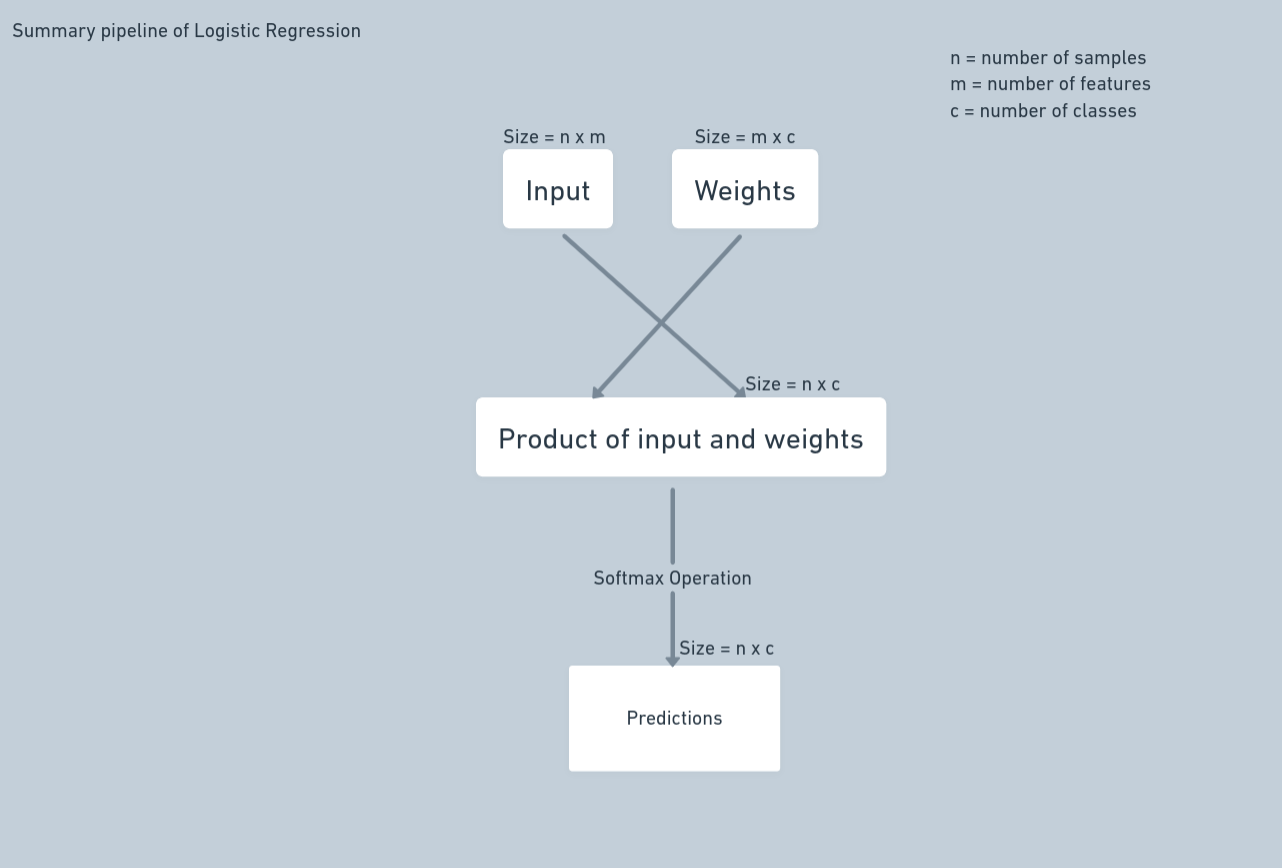 Summary pipeline of Logistic Regression
n = number of samples
m = number of features
c = number of classes
Size = n x m
Size = m x c
Input
Weights
Size = n x c
Product of input and weights
Softmax Operation
Size = n x c
Predictions